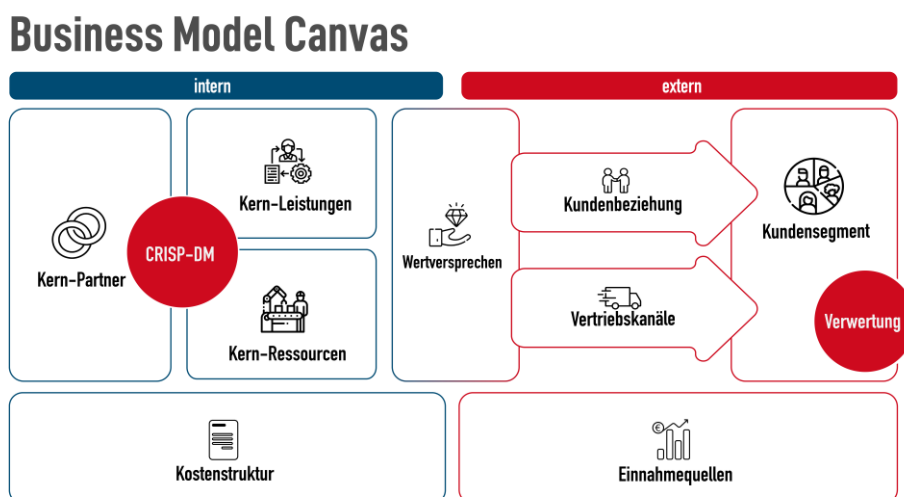 Business Model Canvas
intern
extern
Kern-Partner
CRISP-DM
Kern-Leistungen
Kern-Ressourcen
Wertversprechen
Kundenbeziehung
Vertriebskanäle
Kundensegment
Verwertung
Kostenstruktur
€
Einnahmequellen